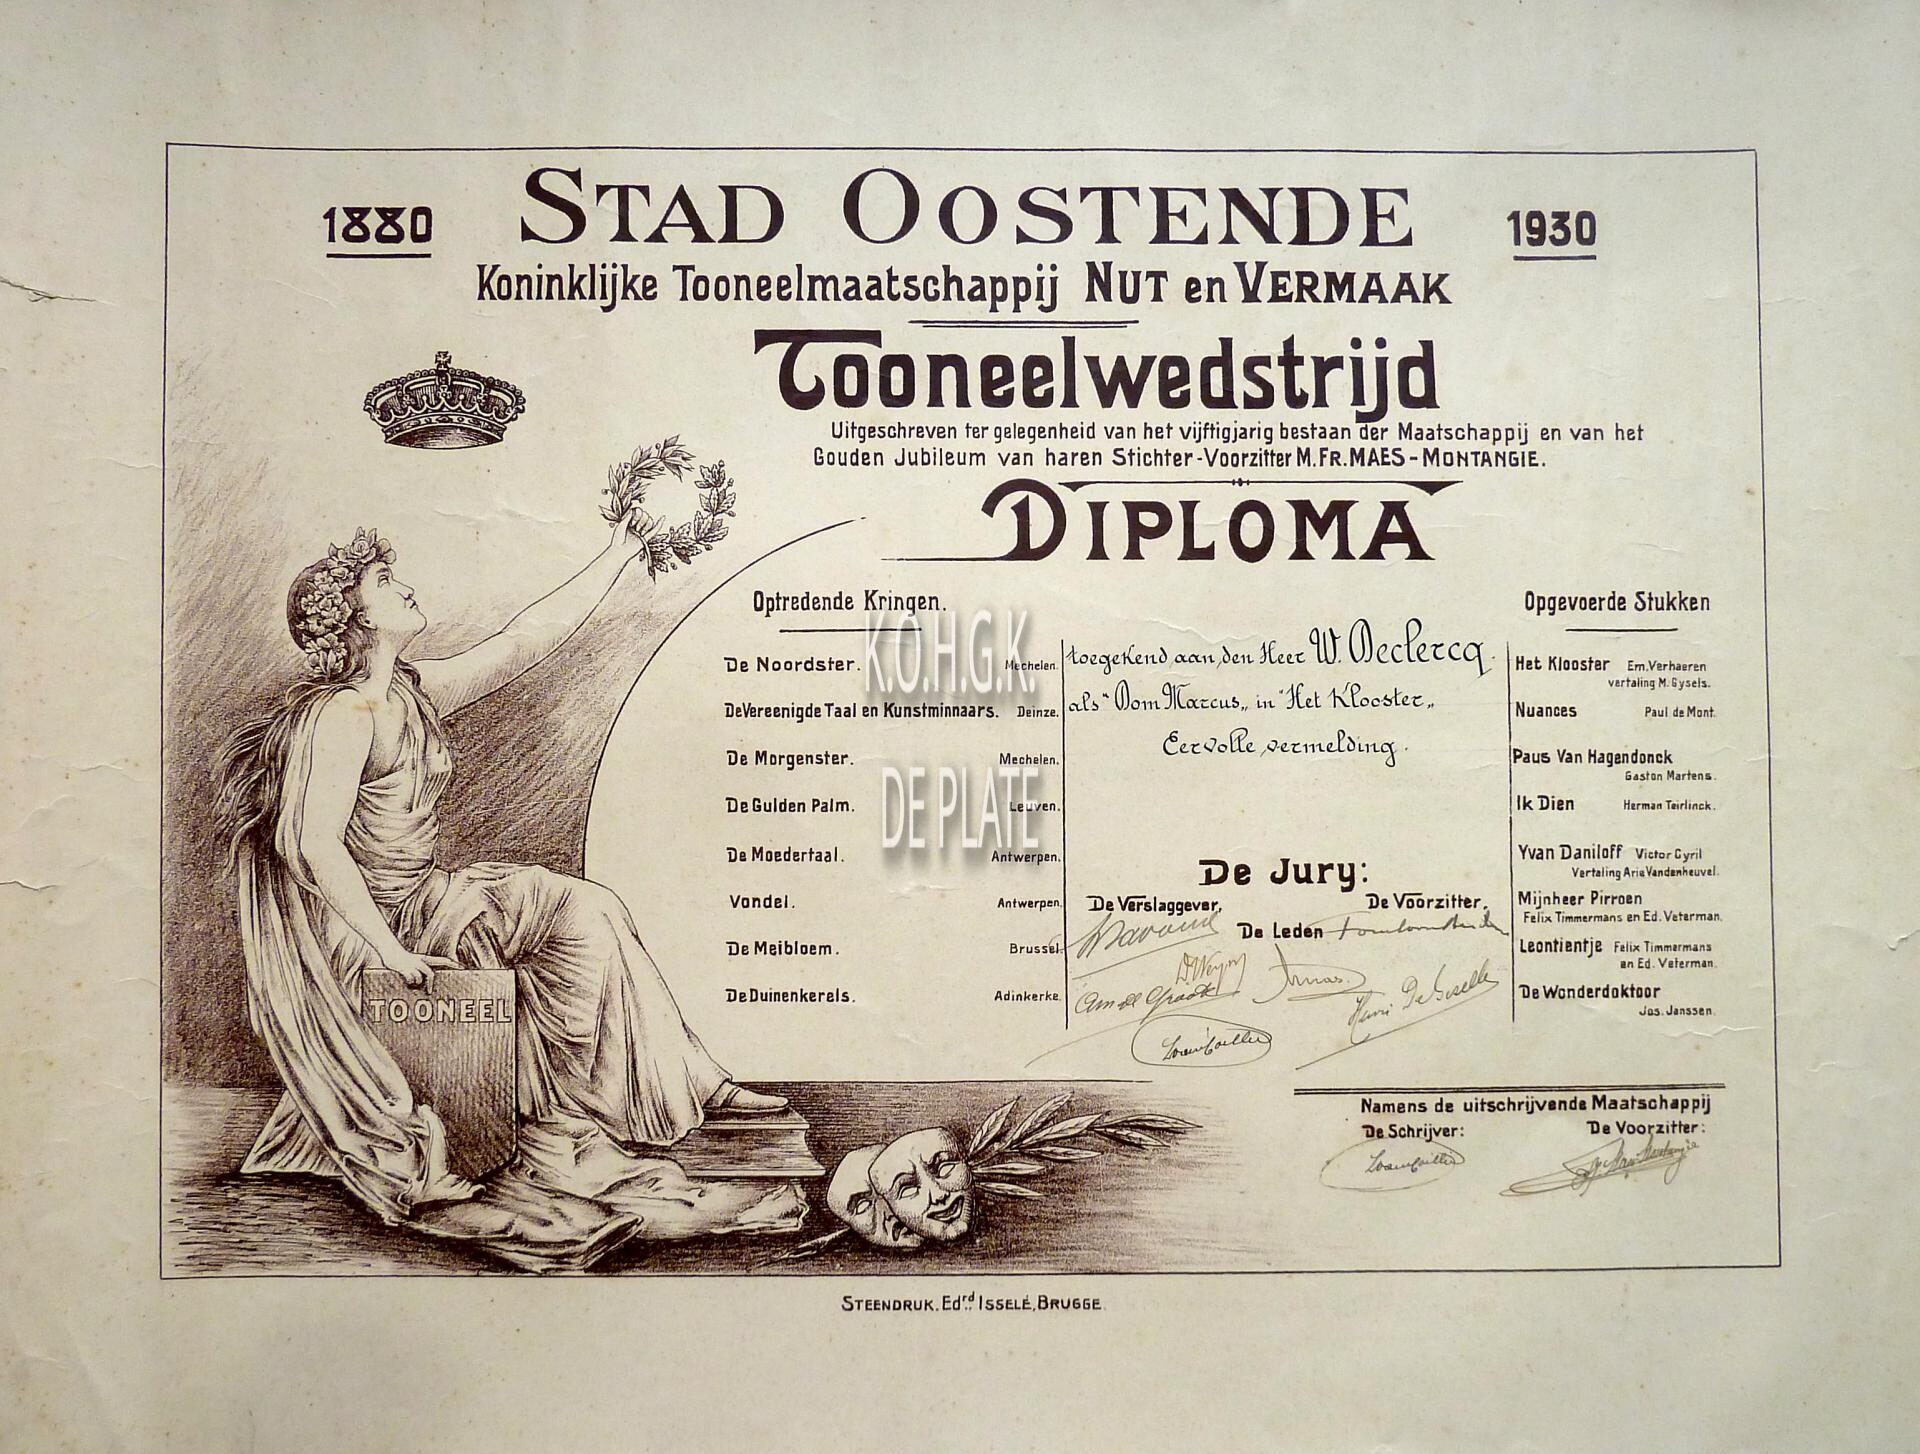 1880 STAD OOSTENDE 1930
Koninklijke Tooneelmaatschappij NUT en VERMAAK
Tooneelwedstrijd
Uitgeschreven ter gelegenheid van het vijftigjarig bestaan der Maatschappij en van het
Gouden Jubileum van haren Stichter-Voorzitter M.FR.MAES-MONTANGIE.
DIPLOMA
Optredende Kringen.
De Noordster. Mechelen.
De Vereenigde Taal en Kunstminnaars. Deinze.
De Morgenster. Mechelen.
De Gulden Palm. Leuven.
De Moedertaal. Antwerpen.
Vondel. Antwerpen.
De Meibloem. Brussel.
De Duinenkerels. Adinkerke.
toegekend aan den Heer W. Declercq.
als "Dom Marcus„ in "Het Klooster„
Eervolle vermelding.
De Jury:
De Verslaggever, De Voorzitter,
De Leden
Henri De Seselle
Opgevoerde Stukken
Het Klooster Em.Verhaeren
vertaling M.Gysels.
Nuances Paul de Mont.
Paus Van Hagendonck
Gaston Martens.
Ik Dien Herman Teirlinck.
Yvan Daniloff Victor Cyril
Vertaling Arie Vandenheuvel.
Mijnheer Pirroen
Felix Timmermans en Ed. Veterman.
Leontientje Felix Timmermans
en Ed. Veterman.
De Wonderdoktoor
Jos. Janssen.
Namens de uitschrijvende Maatschappij
De Schrijver: De Voorzitter:
TOONEEL
STEENDRUK. Edrd. ISSELÉ, BRUGGE.
K.O.H.G.K.
DE PLATE